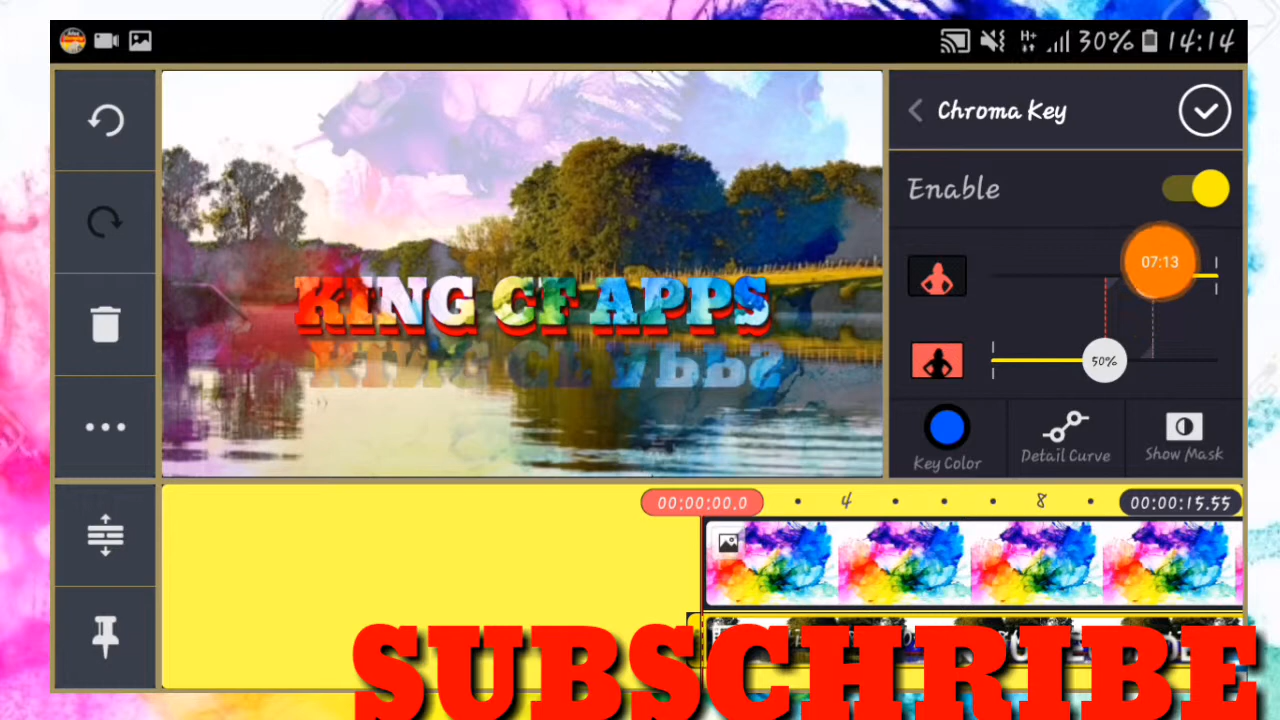 30% 14:14
Chroma Key
Enable
07:13
KING OF APPS
50%
Key Color
Detail Curve
Show Mask
00:00:00.0
4
8
00:00:15.55
SUBSCHRIBE